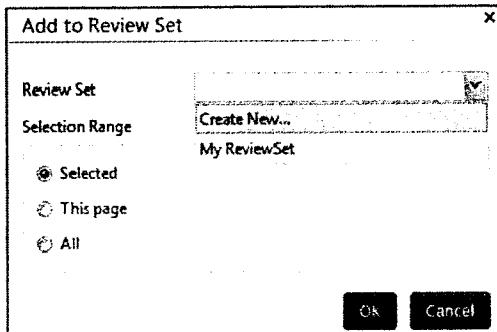 Add to Review Set
x
Review Set
Create New...
Selection Range
My ReviewSet
Selected
This page
All
Ok
Cancel